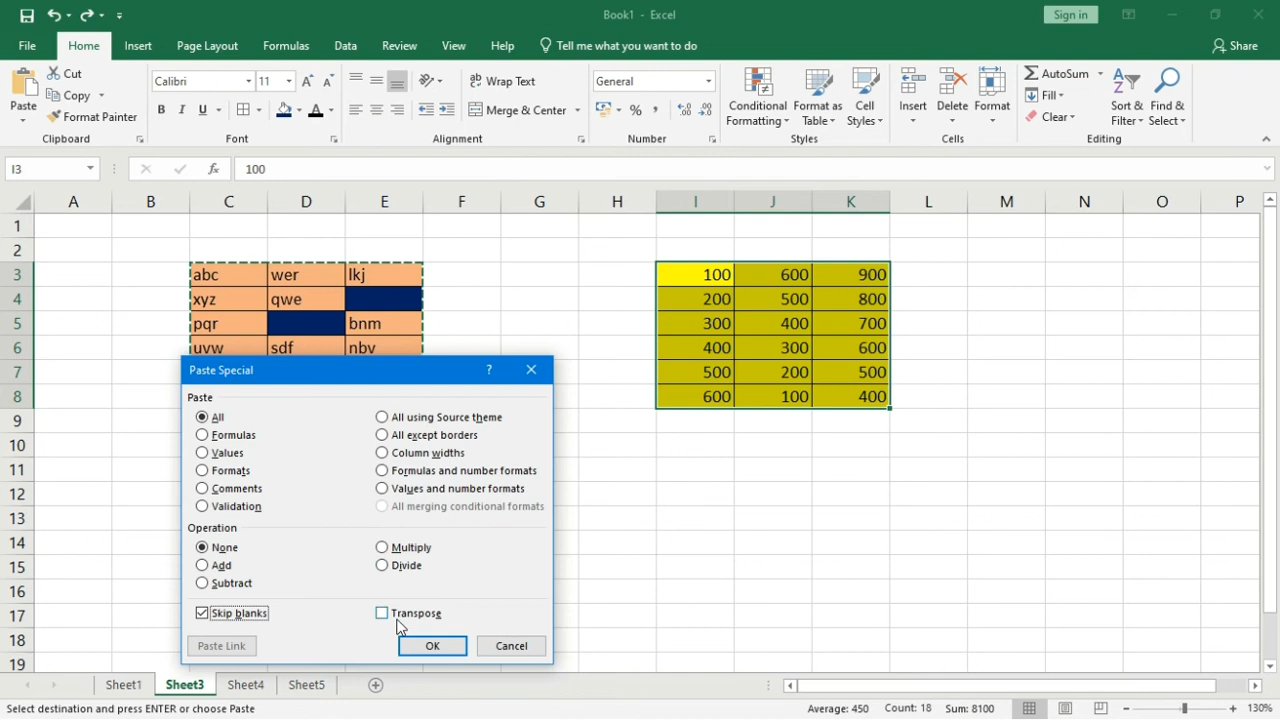 Book1 - Excel
Sign in
File Home Insert Page Layout Formulas Data Review View Help Tell me what you want to do Share
Paste
Cut
Copy
Format Painter
Clipboard
Calibri 11
B I U
Font
Wrap Text
Merge & Center
Alignment
General
%
Number
Conditional Formatting
Format as Table
Cell Styles
Styles
Insert
Delete
Format
Cells
AutoSum
Fill
Clear
Sort & Filter
Find & Select
Editing
I3 fx 100
A B C D E F G H I J K L M N O P
1
2
3 abc wer lkj 100 600 900
4 xyz qwe 200 500 800
5 pqr bnm 300 400 700
6 uvw sdf nbv 400 300 600
7 500 200 500
8 600 100 400
9
10
11
12
13
14
15
16
17
18
19
Paste Special ?
Paste
All
All using Source theme
Formulas
All except borders
Values
Column widths
Formats
Formulas and number formats
Comments
Values and number formats
Validation
All merging conditional formats
Operation
None
Multiply
Add
Divide
Subtract
Skip blanks
Transpose
Paste Link OK Cancel
Sheet1 Sheet3 Sheet4 Sheet5
Select destination and press ENTER or choose Paste Average: 450 Count: 18 Sum: 8100 130%